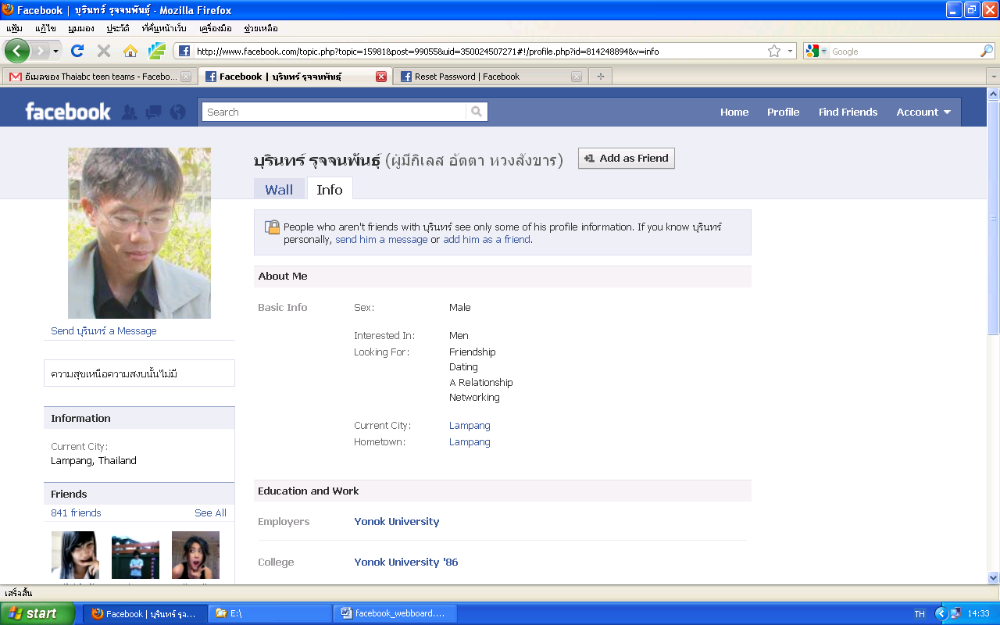 Facebook | บุรินทร์ รุจจนพันธุ์ - Mozilla Firefox
แฟ้ม แก้ไข มุมมอง ประวัติ ที่คั่นหน้าเว็บ เครื่องมือ ช่วยเหลือ
http://www.facebook.com/topic.php?topic=15981&post=99055&uid=350024507271#!/profile.php?id=814248894&v=info
Google
อีเมลของ Thaiabc teen teams - Facebo...
Facebook | บุรินทร์ รุจจนพันธุ์
Reset Password | Facebook
facebook
Search
Home Profile Find Friends Account
บุรินทร์ รุจจนพันธุ์ (ผู้มีกิเลส อัตตา หวงสังขาร)
+1 Add as Friend
Wall Info
People who aren't friends with บุรินทร์ see only some of his profile information. If you know บุรินทร์
personally, send him a message or add him as a friend.
About Me
Basic Info Sex: Male
Interested In: Men
Looking For: Friendship
Dating
A Relationship
Networking
Current City: Lampang
Hometown: Lampang
Education and Work
Employers Yonok University
College Yonok University '86
Send บุรินทร์ a Message
ความสุขเหนือความสงบนั้นไม่มี
Information
Current City:
Lampang, Thailand
Friends
841 friends See All
เสร็จสิ้น
start
Facebook | บุรินทร์ รุจ...
E:\
facebook_webboard....
TH
14:33